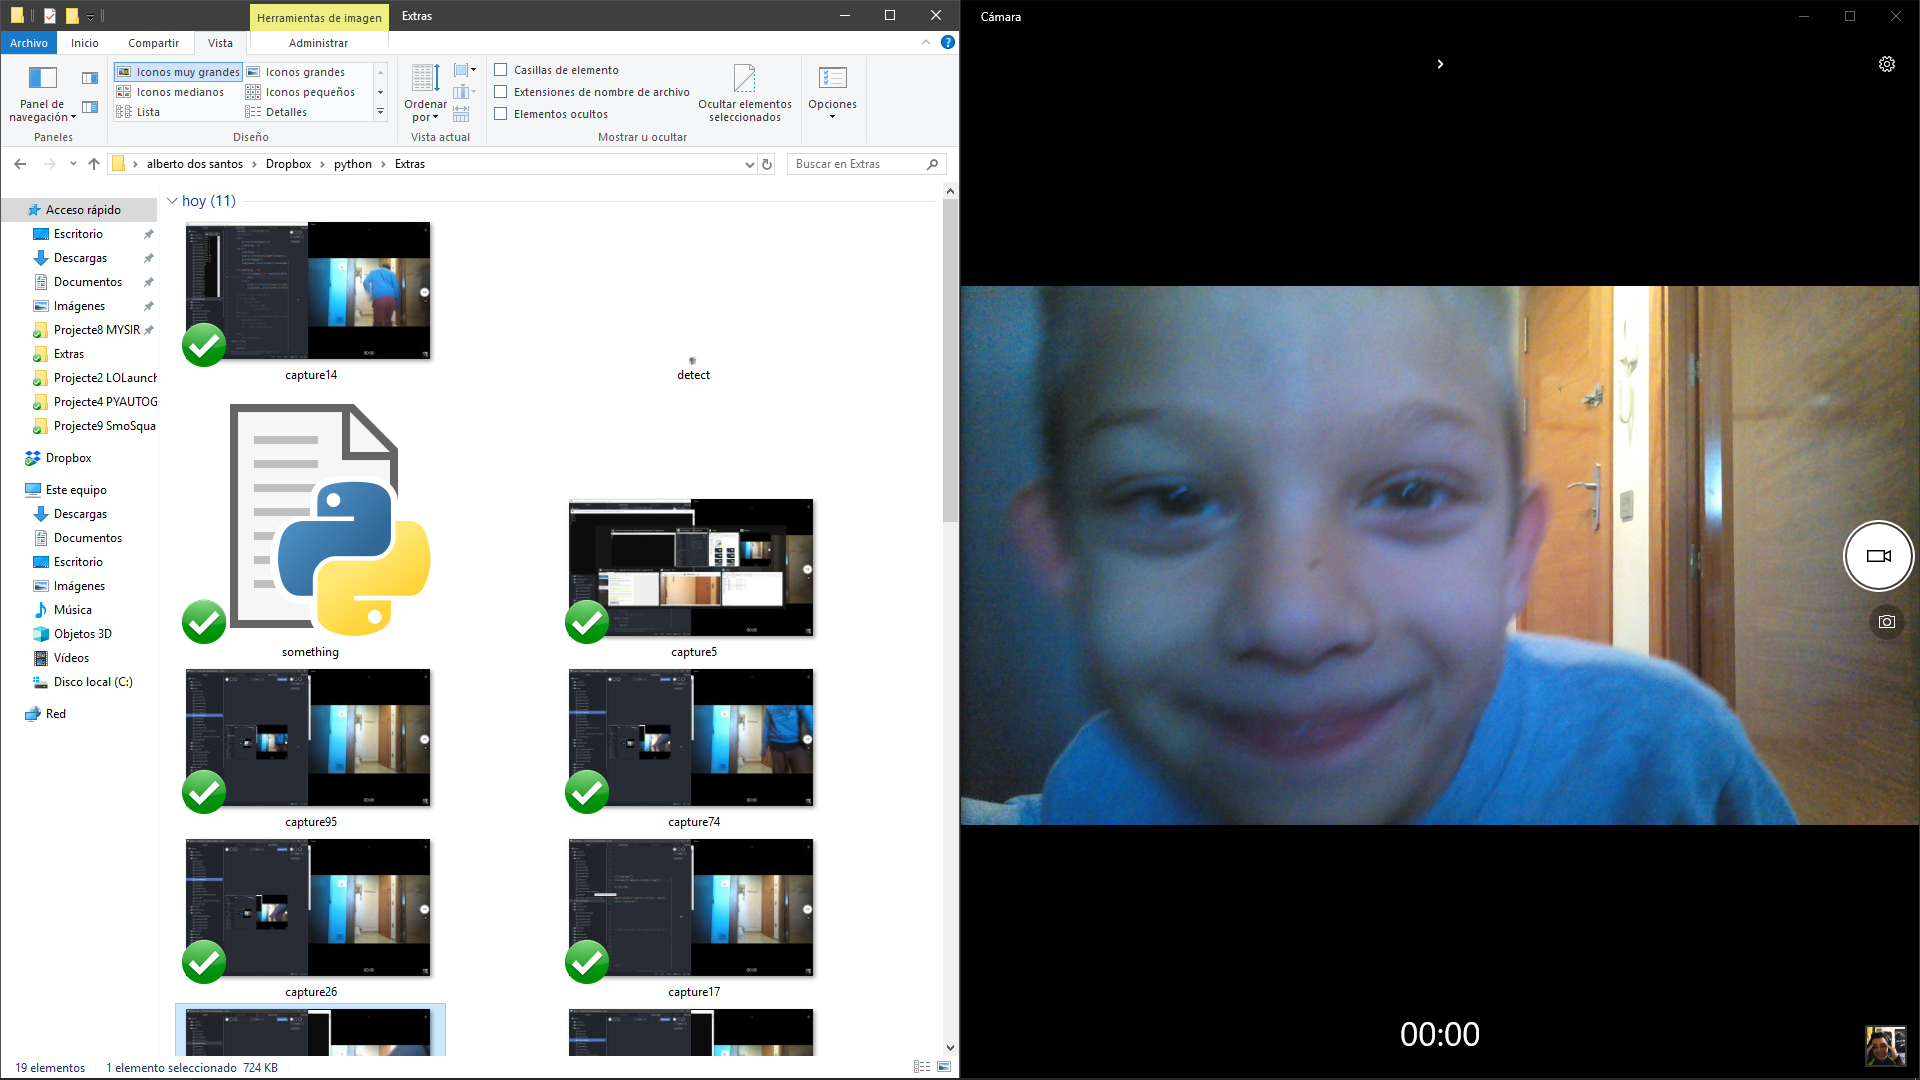 Herramientas de imagen
Extras
Archivo
Inicio
Compartir
Vista
Administrar
Panel de
navegación
Paneles
Iconos muy grandes
Iconos grandes
Iconos medianos
Iconos pequeños
Lista
Detalles
Diseño
Ordenar
por
Vista actual
Casillas de elemento
Extensiones de nombre de archivo
Elementos ocultos
Ocultar elementos
seleccionados
Mostrar u ocultar
Opciones
alberto dos santos
Dropbox
python
Extras
Buscar en Extras
Acceso rápido
Escritorio
Descargas
Documentos
Imágenes
Projecte8 MYSIR
Extras
Projecte2 LOLaunch
Projecte4 PYAUTOG
Projecte9 SmoSqua
Dropbox
Este equipo
Descargas
Documentos
Escritorio
Imágenes
Música
Objetos 3D
Vídeos
Disco local (C:)
Red
hoy (11)
capture14
detect
something
capture5
capture95
capture74
capture26
capture17
19 elementos
1 elemento seleccionado 724 KB
Cámara
00:00